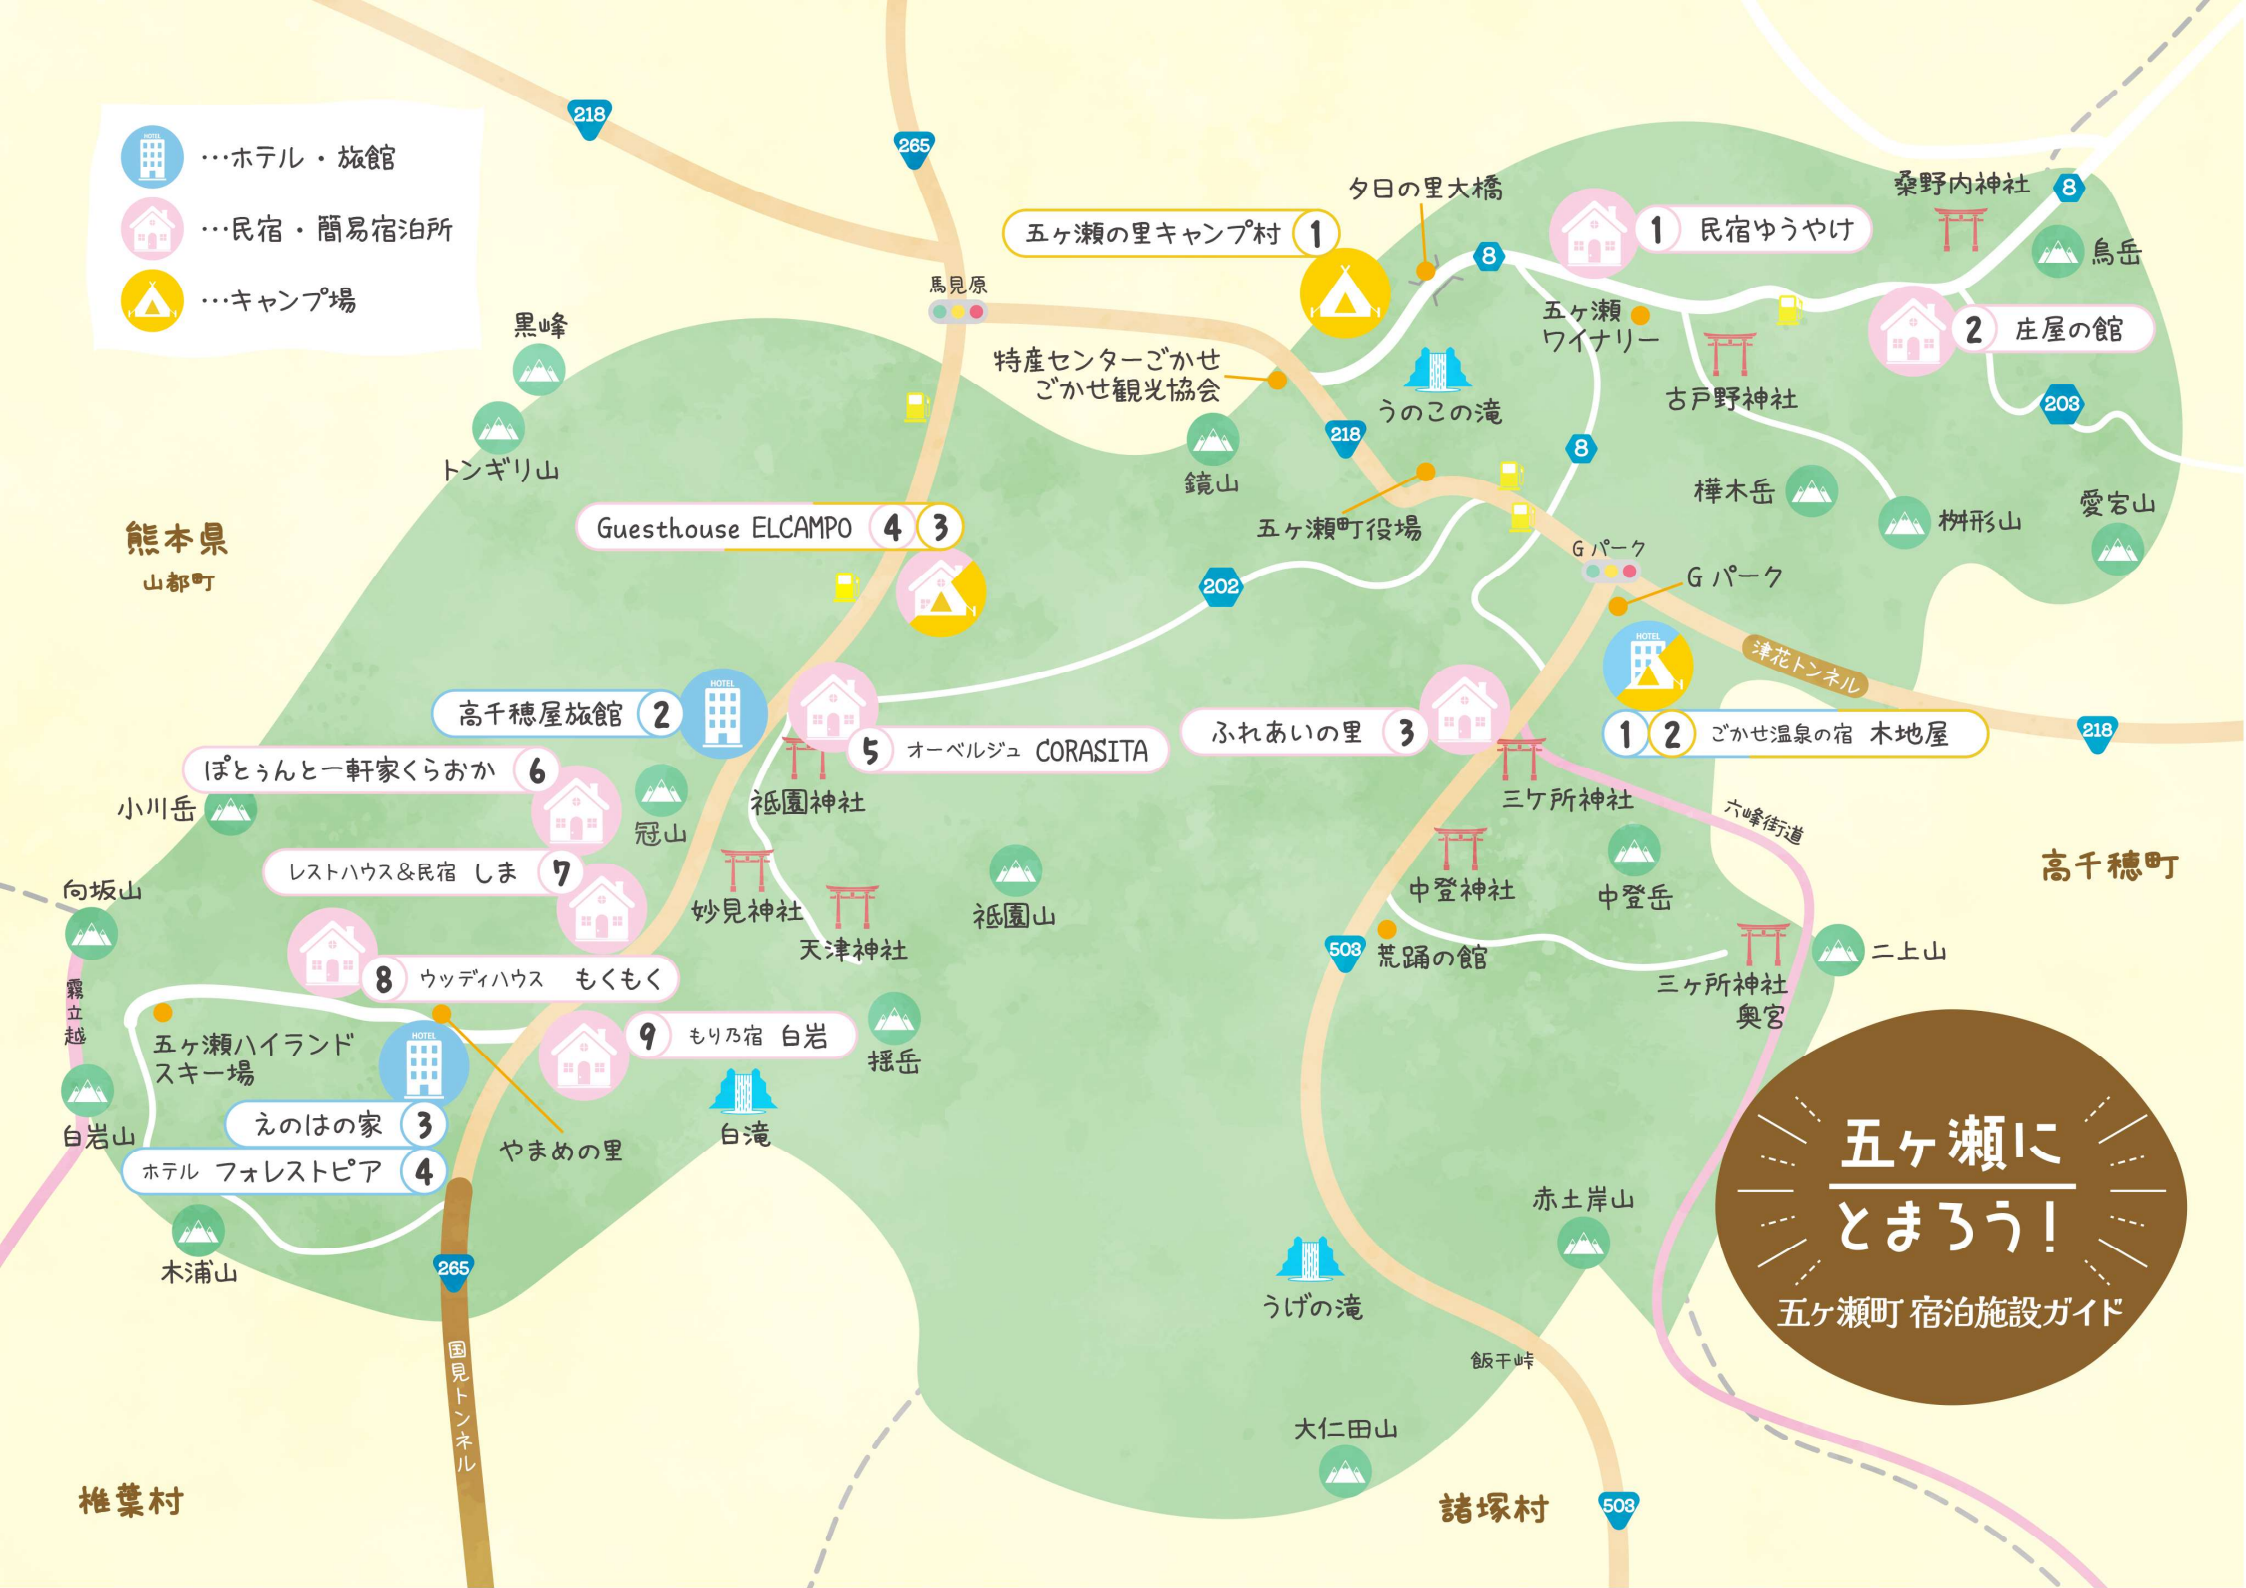 HOTEL
…ホテル・旅館
…民宿・簡易宿泊所
…キャンプ場
218
265
馬見原
黒峰
トンギリ山
熊本県
山都町
五ヶ瀬の里キャンプ村 1
夕日の里大橋
8
1 民宿ゆうやけ
桑野内神社
8
烏岳
五ヶ瀬
ワイナリー
2 庄屋の館
特産センターごかせ
ごかせ観光協会
うのこの滝
古戸野神社
203
218
8
鏡山
樺木岳
桝形山
愛宕山
五ヶ瀬町役場
Guesthouse ELCAMPO 4 3
202
Gパーク
Gパーク
HOTEL
津花トンネル
1 2 ごかせ温泉の宿 木地屋
218
高千穂屋旅館 2
HOTEL
5 オーベルジュ CORASITA
ふれあいの里 3
ぽとぅんと一軒家くらおか 6
小川岳
冠山
祇園神社
三ケ所神社
六峰街道
高千穂町
レストハウス&民宿 しま 7
向坂山
妙見神社
天津神社
祇園山
中登神社
中登岳
503
荒踊の館
二上山
三ヶ所神社
奥宮
8 ウッディハウス もくもく
霧立越
五ヶ瀬ハイランド
スキー場
HOTEL
9 もり乃宿 白岩
揺岳
白岩山
えのはの家 3
ホテル フォレストピア 4
やまめの里
白滝
木浦山
265
国見トンネル
赤土岸山
うげの滝
飯干峠
大仁田山
椎葉村
諸塚村
503
五ヶ瀬に
とまろう!
五ヶ瀬町 宿泊施設ガイド